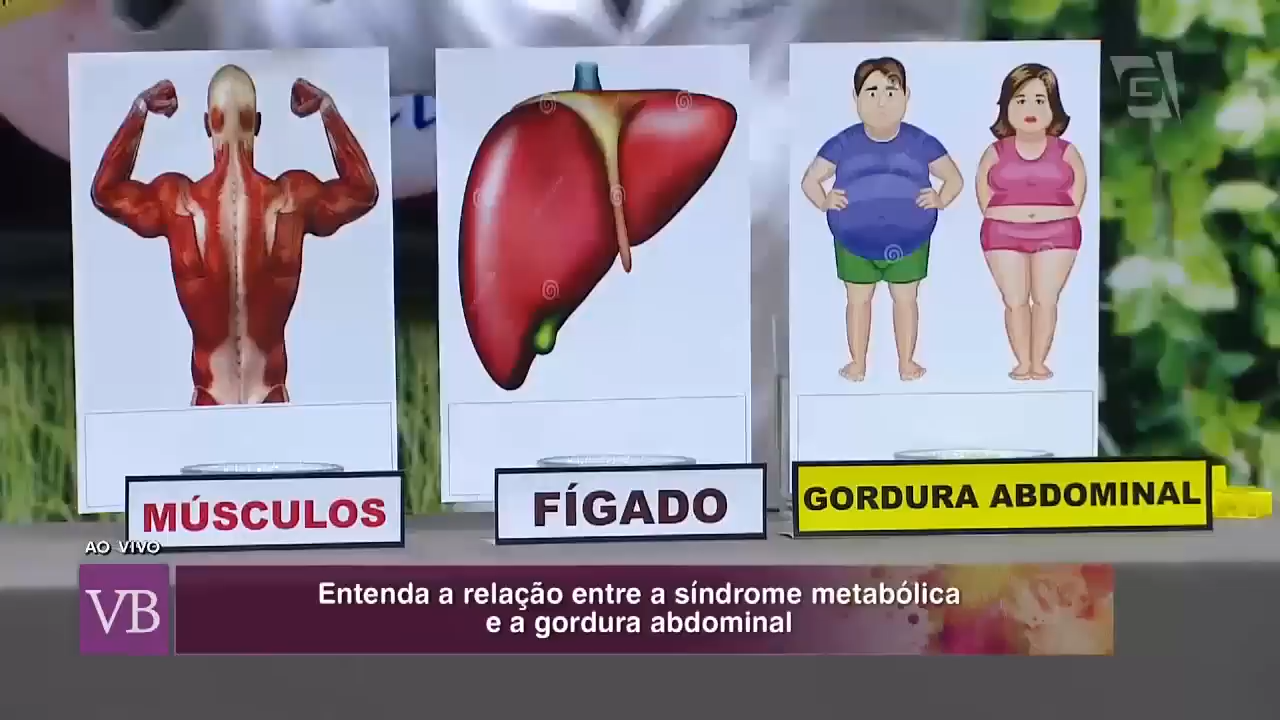 MÚSCULOS
FÍGADO
GORDURA ABDOMINAL
AO VIVO
VB
Entenda a relação entre a síndrome metabólica
e a gordura abdominal